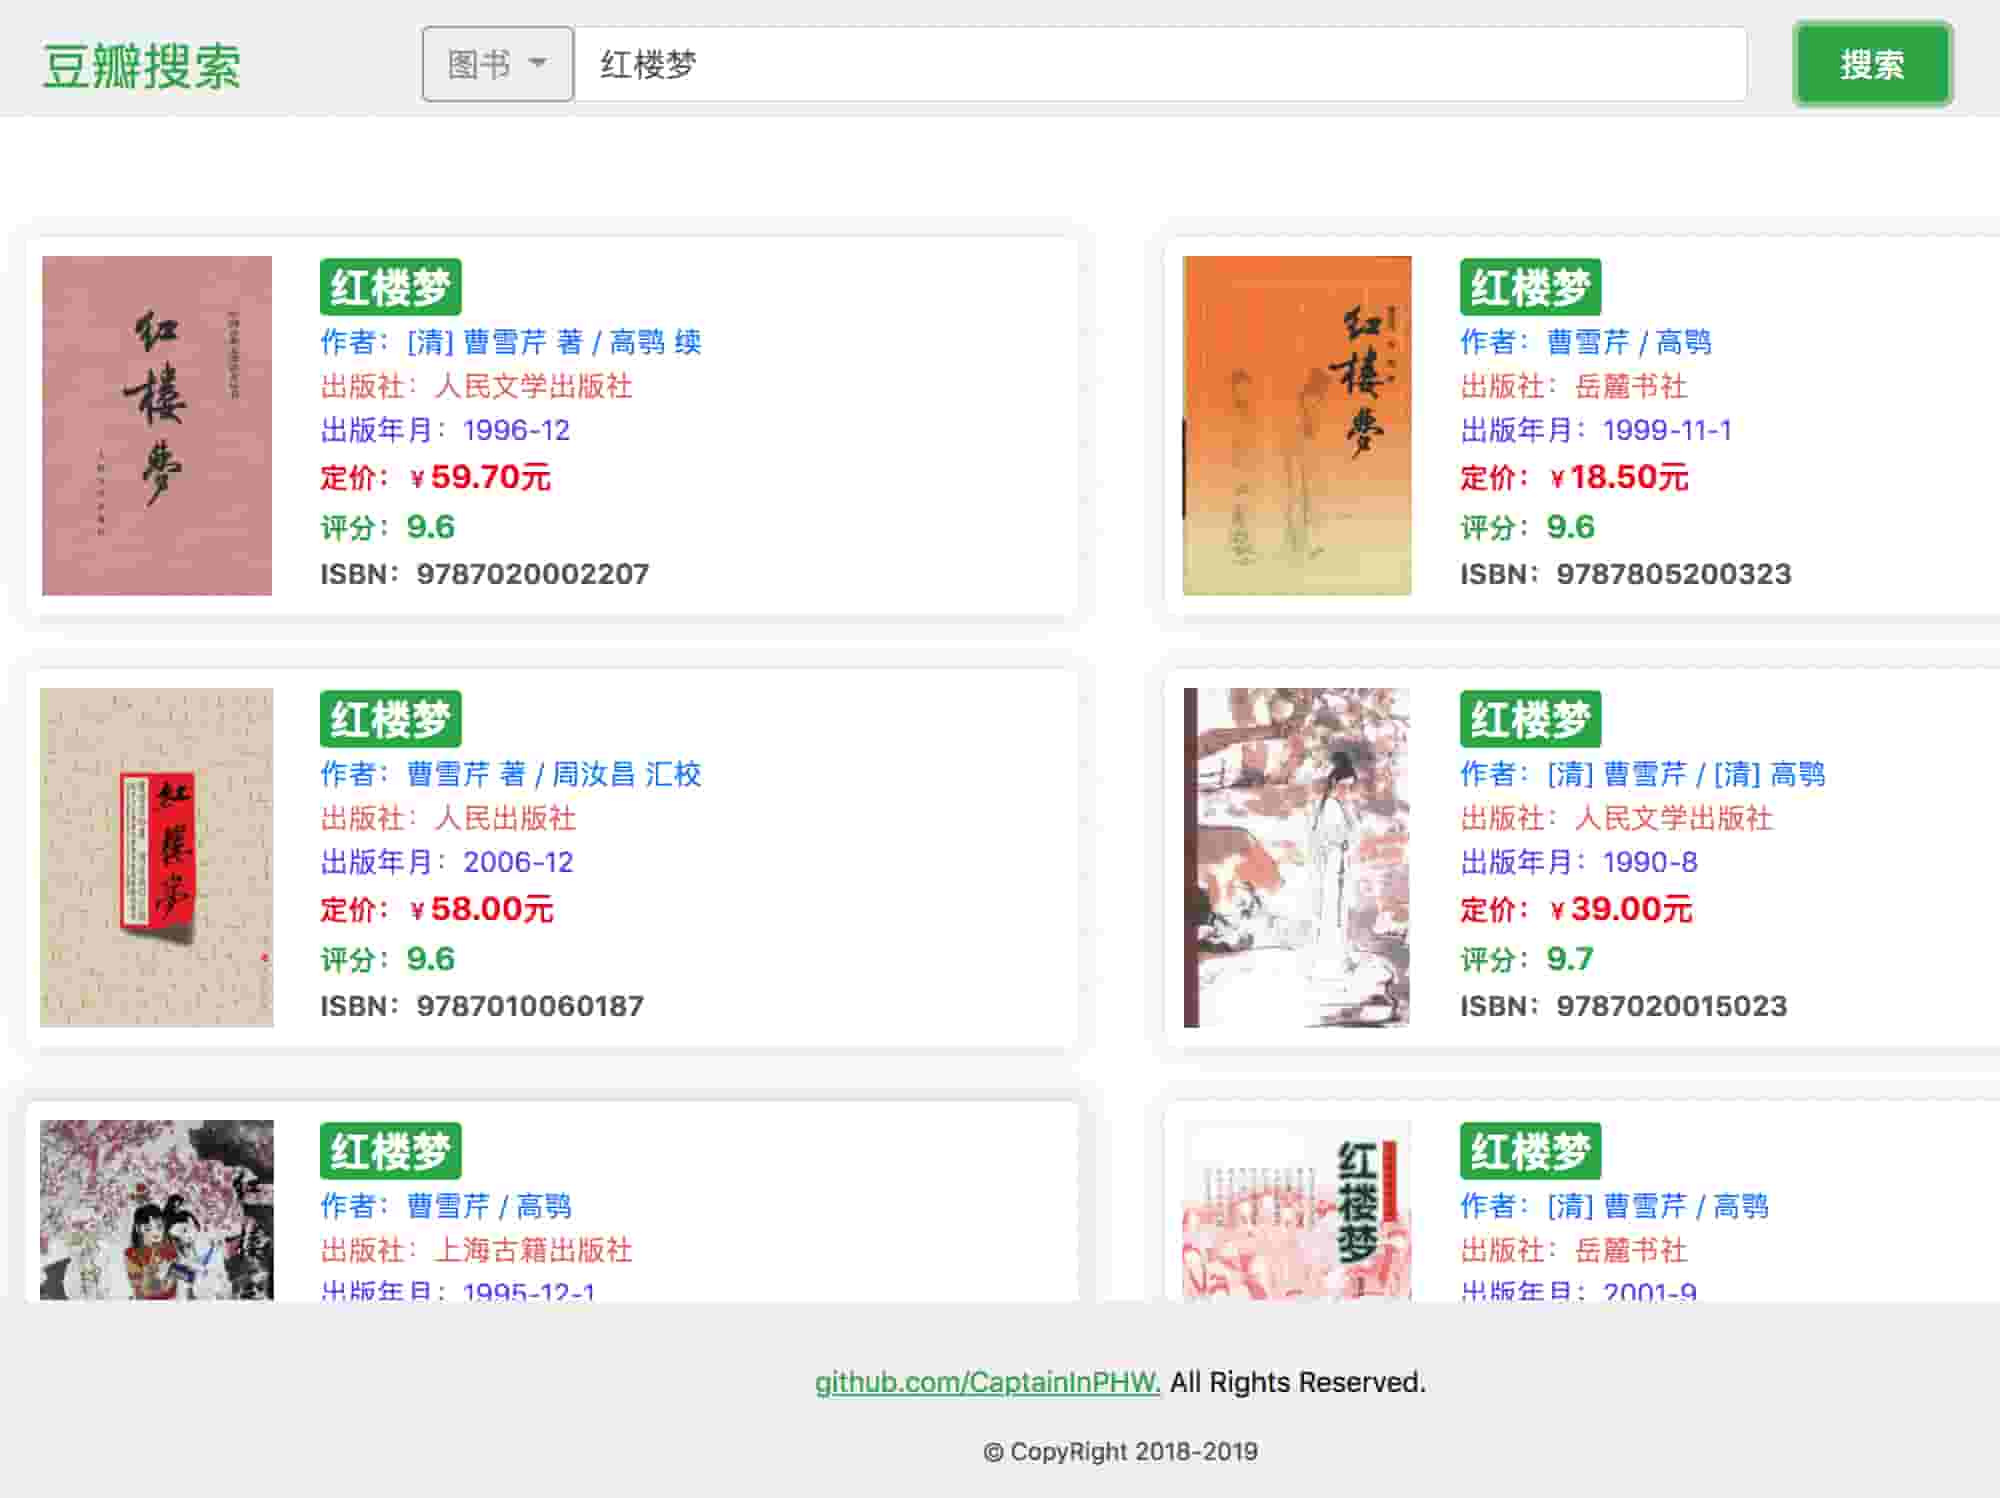 豆瓣搜索
图书
红楼梦
搜索
红楼梦
红楼梦
作者：[清] 曹雪芹 著 / 高鹗 续
出版社：人民文学出版社
出版年月：1996-12
定价：￥59.70元
评分：9.6
ISBN：9787020002207
红楼梦
红楼梦
作者：曹雪芹 / 高鹗
出版社：岳麓书社
出版年月：1999-11-1
定价：￥18.50元
评分：9.6
ISBN：9787805200323
红楼梦
作者：曹雪芹 著 / 周汝昌 汇校
出版社：人民出版社
出版年月：2006-12
定价：￥58.00元
评分：9.6
ISBN：9787010060187
红楼梦
作者：[清] 曹雪芹 / [清] 高鹗
出版社：人民文学出版社
出版年月：1990-8
定价：￥39.00元
评分：9.7
ISBN：9787020015023
红楼梦
作者：曹雪芹 / 高鹗
出版社：上海古籍出版社
出版年月：1995-12-1
红楼梦
红楼梦
作者：[清] 曹雪芹 / 高鹗
出版社：岳麓书社
出版年月：2001-9
github.com/CaptainInPHW. All Rights Reserved.
© CopyRight 2018-2019